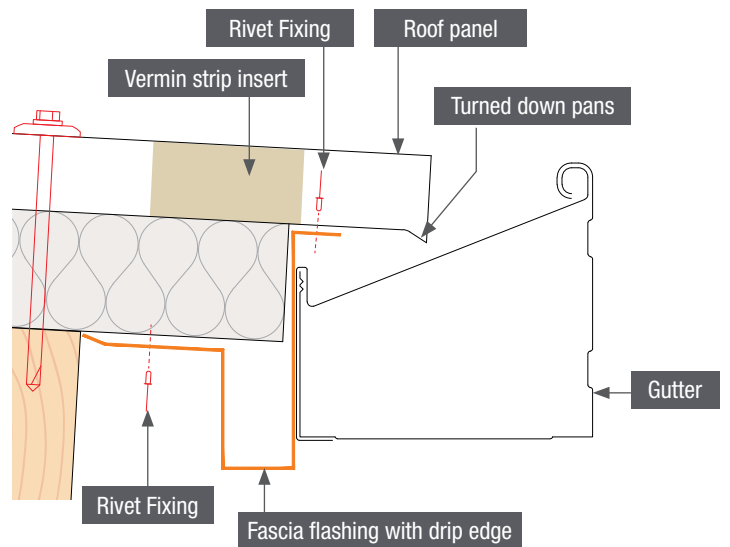 Rivet Fixing
Roof panel
Vermin strip insert
Turned down pans
Gutter
Rivet Fixing
Fascia flashing with drip edge